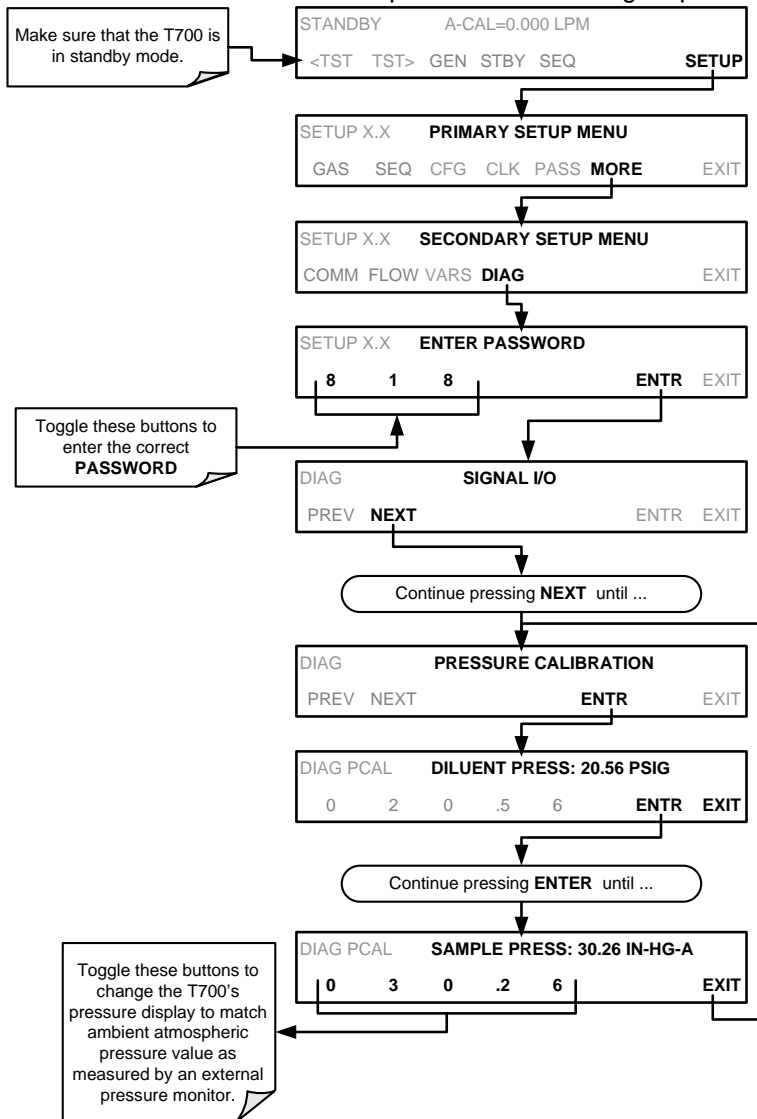 Make sure that the T700 is
in standby mode.
STANDBY A-CAL=0.000 LPM
<TST TST> GEN STBY SEQ SETUP
SETUP X.X PRIMARY SETUP MENU
GAS SEQ CFG CLK PASS MORE EXIT
SETUP X.X SECONDARY SETUP MENU
COMM FLOW VARS DIAG EXIT
SETUP X.X ENTER PASSWORD
8 1 8 ENTR EXIT
Toggle these buttons to
enter the correct
PASSWORD
DIAG SIGNAL I/O
PREV NEXT ENTR EXIT
Continue pressing NEXT until ...
DIAG PRESSURE CALIBRATION
PREV NEXT ENTR EXIT
DIAG PCAL DILUENT PRESS: 20.56 PSIG
0 2 0 .5 6 ENTR EXIT
Continue pressing ENTER until ...
DIAG PCAL SAMPLE PRESS: 30.26 IN-HG-A
0 3 0 .2 6 EXIT
Toggle these buttons to
change the T700's
pressure display to match
ambient atmospheric
pressure value as
measured by an external
pressure monitor.